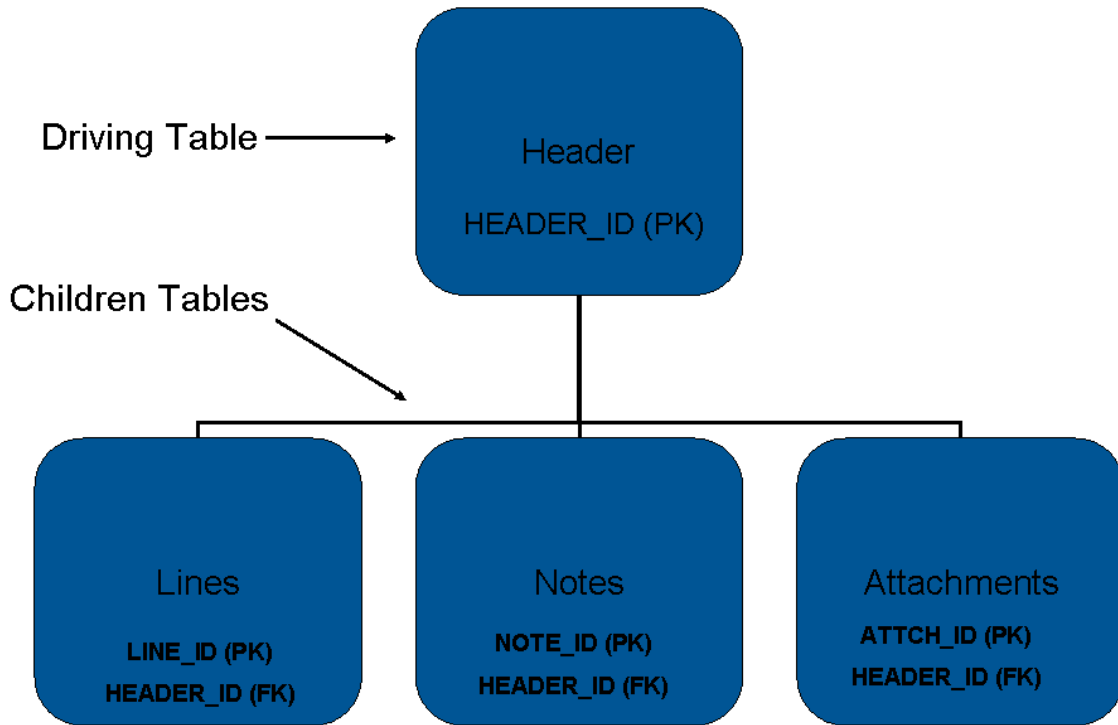 Driving Table
Header
HEADER_ID (PK)
Children Tables
Lines
LINE_ID (PK)
HEADER_ID (FK)
Notes
NOTE_ID (PK)
HEADER_ID (FK)
Attachments
ATTCH_ID (PK)
HEADER_ID (FK)